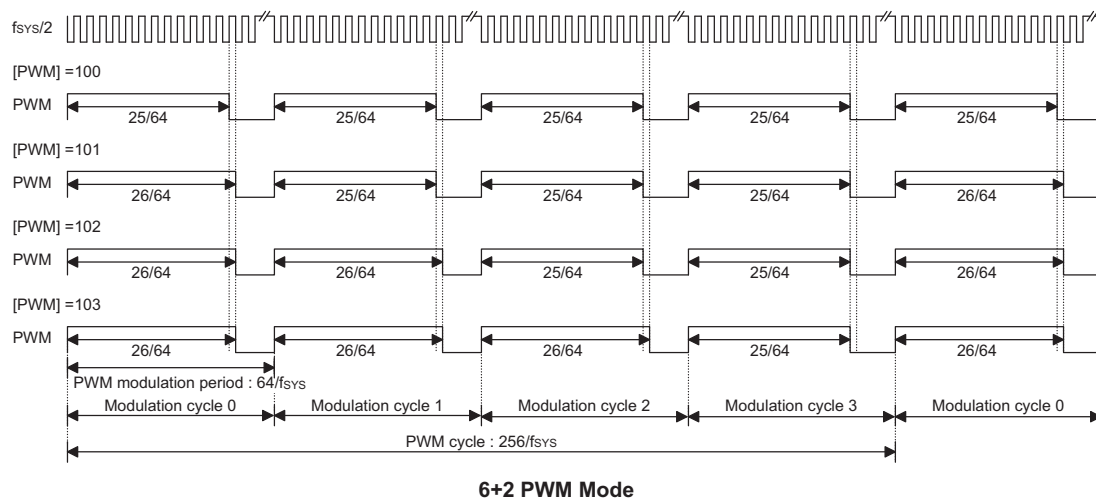 fSYS/2
[PWM] =100
PWM
25/64 25/64 25/64 25/64 25/64
[PWM] =101
PWM
26/64 25/64 25/64 25/64 26/64
[PWM] =102
PWM
26/64 26/64 25/64 25/64 26/64
[PWM] =103
PWM
26/64 26/64 26/64 25/64 26/64
PWM modulation period : 64/fSYS
Modulation cycle 0 Modulation cycle 1 Modulation cycle 2 Modulation cycle 3 Modulation cycle 0
PWM cycle : 256/fSYS
6+2 PWM Mode